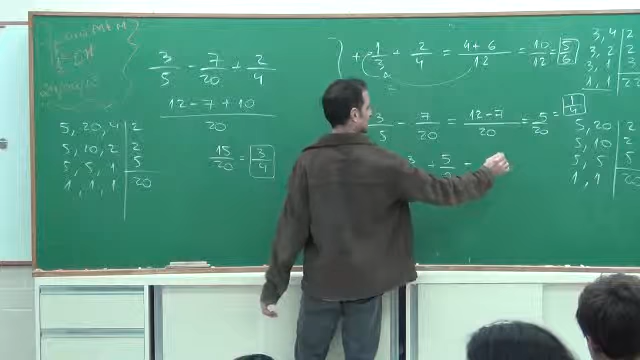 3/5 - 7/20 + 2/4
12 - 7 + 10
20
15/20 = 3/4
5, 20, 4 | 2
5, 10, 2 | 2
5, 5, 1 | 5
1, 1, 1 | 20
+ 1/3 + 2/4 = 4+6/12 = 10/12 = 5/6
3/5 - 7/20 = 12-7/20 = 5/20 = 1/4
3, 4 | 2
3, 2 | 2
3, 1 | 3
1, 1 | 12
5, 20 | 2
5, 10 | 2
5, 5 | 5
1, 1 | 20